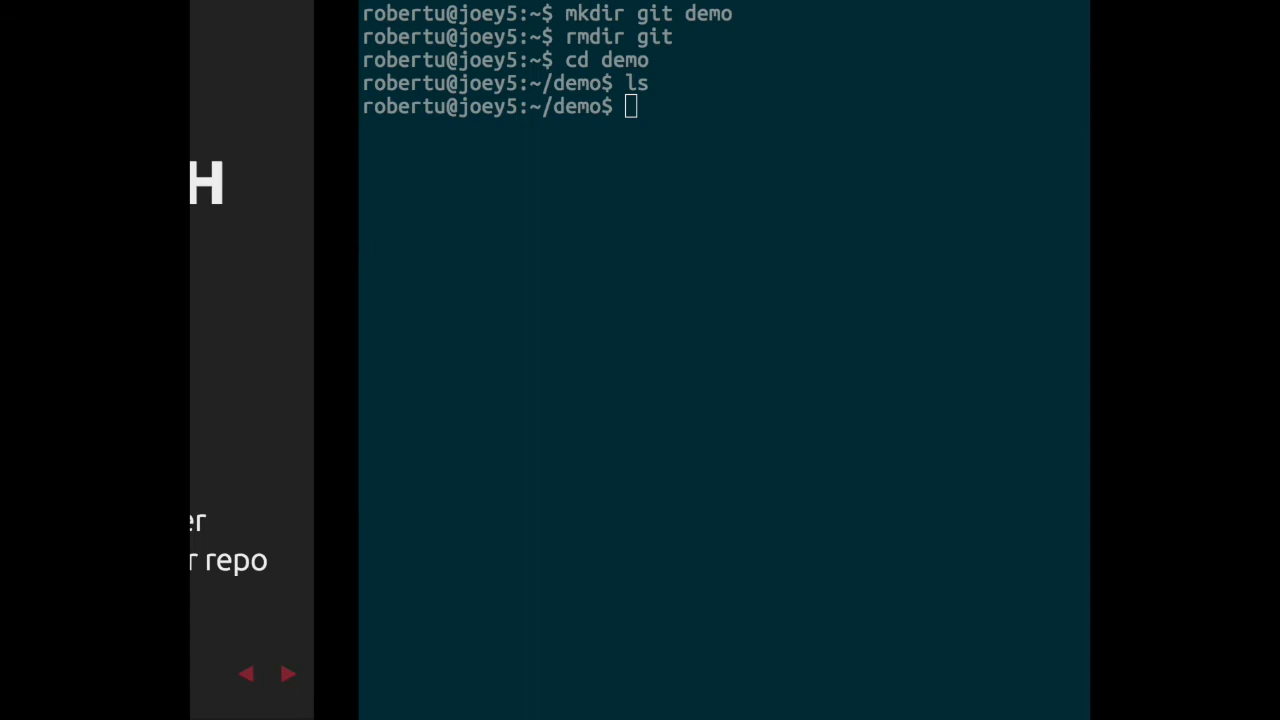 H
er
r repo
robertu@joey5:~$ mkdir git demo
robertu@joey5:~$ rmdir git
robertu@joey5:~$ cd demo
robertu@joey5:~/demo$ ls
robertu@joey5:~/demo$